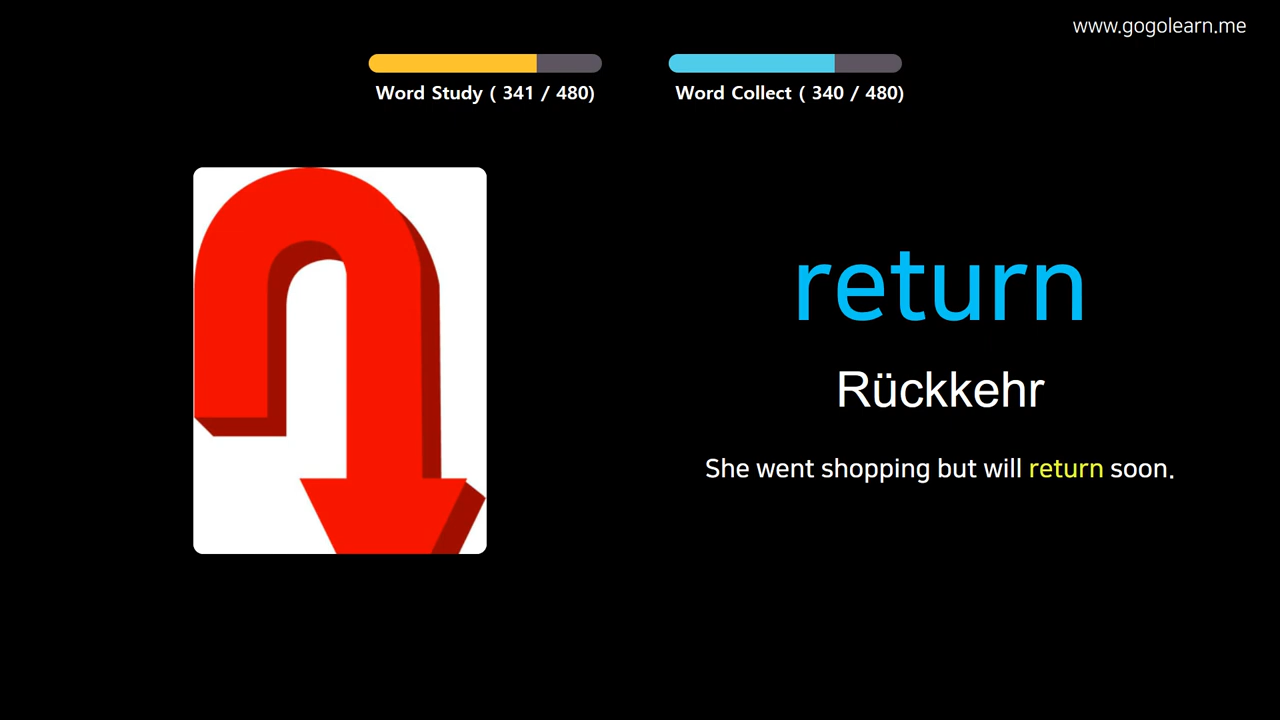 www.gogolearn.me
Word Study ( 341 / 480)
Word Collect ( 340 / 480)
return
Rückkehr
She went shopping but will return soon.